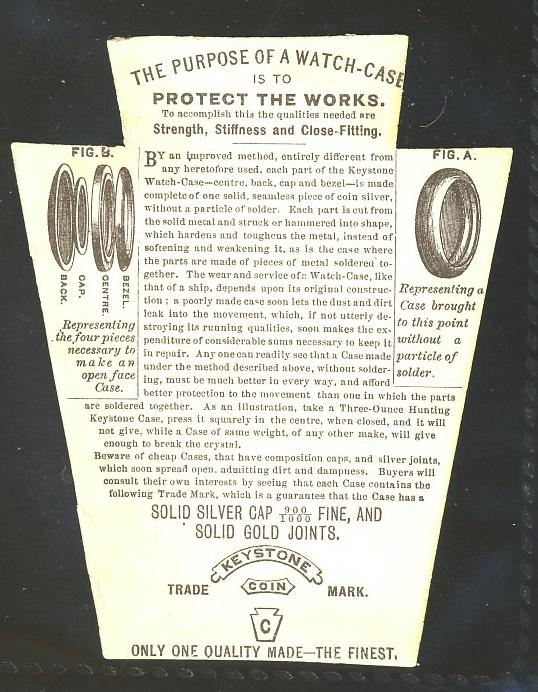 THE PURPOSE OF A WATCH-CASE
IS TO
PROTECT THE WORKS.
To accomplish this the qualities needed are
Strength, Stiffness and Close-Fitting.
FIG. B.
BACK.
CAP.
CENTRE.
BEZEL.
Representing
the four pieces
necessary to
make an
open face
Case.
BY an improved method, entirely different from
any heretofore used, each part of the Keystone
Watch-Case—centre, back, cap and bezel—is made
complete of one solid, seamless piece of coin silver,
without a particle of solder. Each part is cut from
the solid metal and struck or hammered into shape,
which hardens and toughens the metal, instead of
softening and weakening it, as is the case where
the parts are made of pieces of metal soldered to-
gether. The wear and service of a Watch-Case, like
that of a ship, depends upon its original construc-
tion; a poorly made case soon lets the dust and dirt
leak into the movement, which, if not utterly de-
stroying its running qualities, soon makes the ex-
penditure of considerable sums necessary to keep it
in repair. Any one can readily see that a Case made
under the method described above, without solder-
ing, must be much better in every way, and afford
better protection to the movement than one in which the parts
are soldered together. As an illustration, take a Three-Ounce Hunting
Keystone Case, press it squarely in the centre, when closed, and it will
not give, while a Case of same weight, of any other make, will give
enough to break the crystal.
Beware of cheap Cases, that have composition caps, and silver joints,
which soon spread open, admitting dirt and dampness. Buyers will
consult their own interests by seeing that each Case contains the
following Trade Mark, which is a guarantee that the Case has a
SOLID SILVER CAP 900/1000 FINE, AND
SOLID GOLD JOINTS.
FIG. A.
Representing a
Case brought
to this point
without a
particle of
solder.
KEYSTONE
TRADE COIN MARK.
C
ONLY ONE QUALITY MADE—THE FINEST.